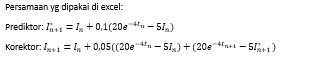 Persamaan yg dipakai di excel:
Prediktor: I*ₙ₊₁ = Iₙ + 0,1(20e^(−4tₙ) − 5Iₙ)
Korektor: Iₙ₊₁ = Iₙ + 0,05((20e^(−4tₙ) − 5Iₙ) + (20e^(−4tₙ₊₁) − 5I*ₙ₊₁))